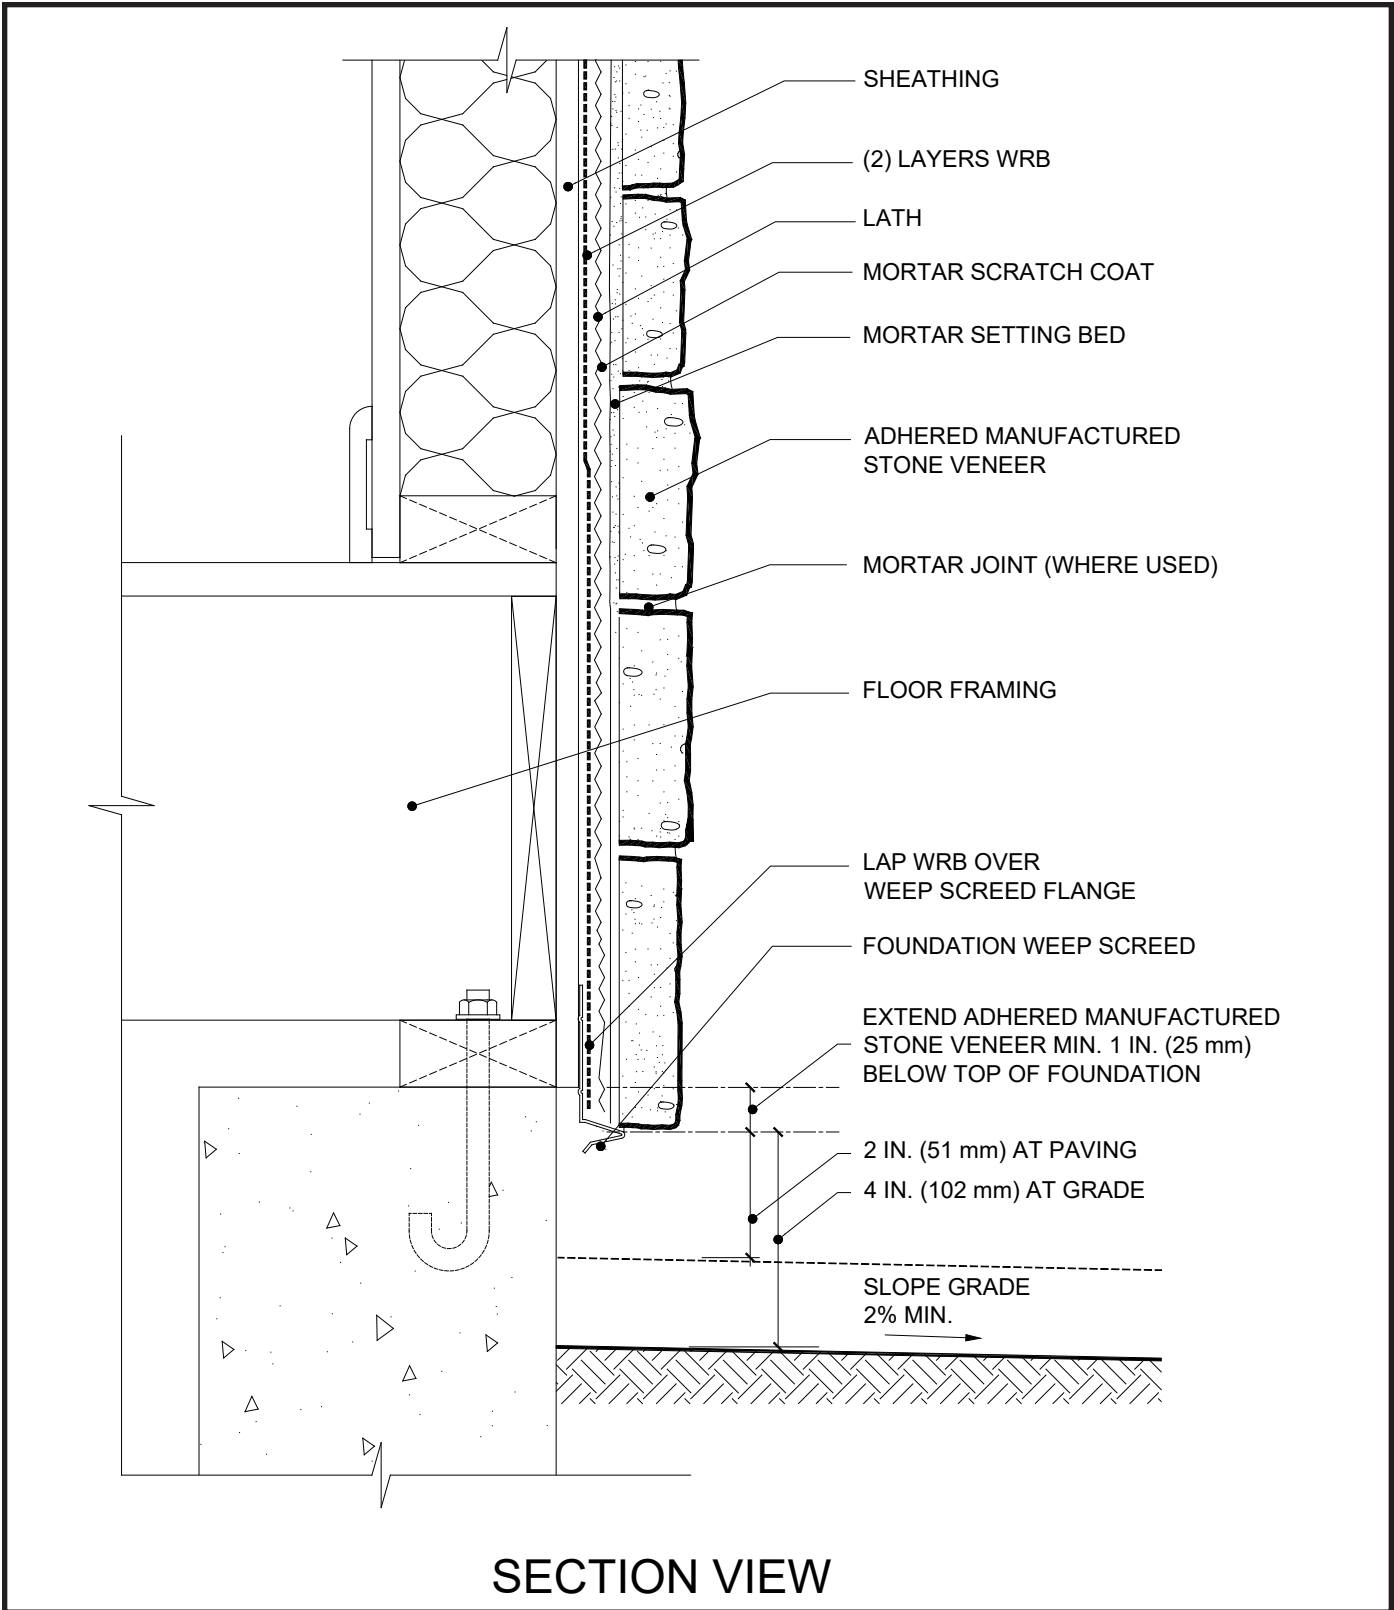 SHEATHING
(2) LAYERS WRB
LATH
MORTAR SCRATCH COAT
MORTAR SETTING BED
ADHERED MANUFACTURED
STONE VENEER
MORTAR JOINT (WHERE USED)
FLOOR FRAMING
LAP WRB OVER
WEEP SCREED FLANGE
FOUNDATION WEEP SCREED
EXTEND ADHERED MANUFACTURED
STONE VENEER MIN. 1 IN. (25 mm)
BELOW TOP OF FOUNDATION
2 IN. (51 mm) AT PAVING
4 IN. (102 mm) AT GRADE
SLOPE GRADE
2% MIN.
SECTION VIEW